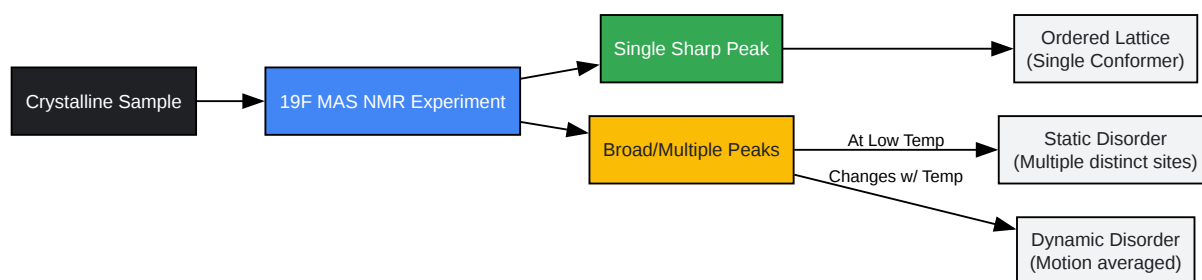 Crystalline Sample
19F MAS NMR Experiment
Single Sharp Peak
Ordered Lattice
(Single Conformer)
Broad/Multiple Peaks
At Low Temp
Static Disorder
(Multiple distinct sites)
Changes w/ Temp
Dynamic Disorder
(Motion averaged)